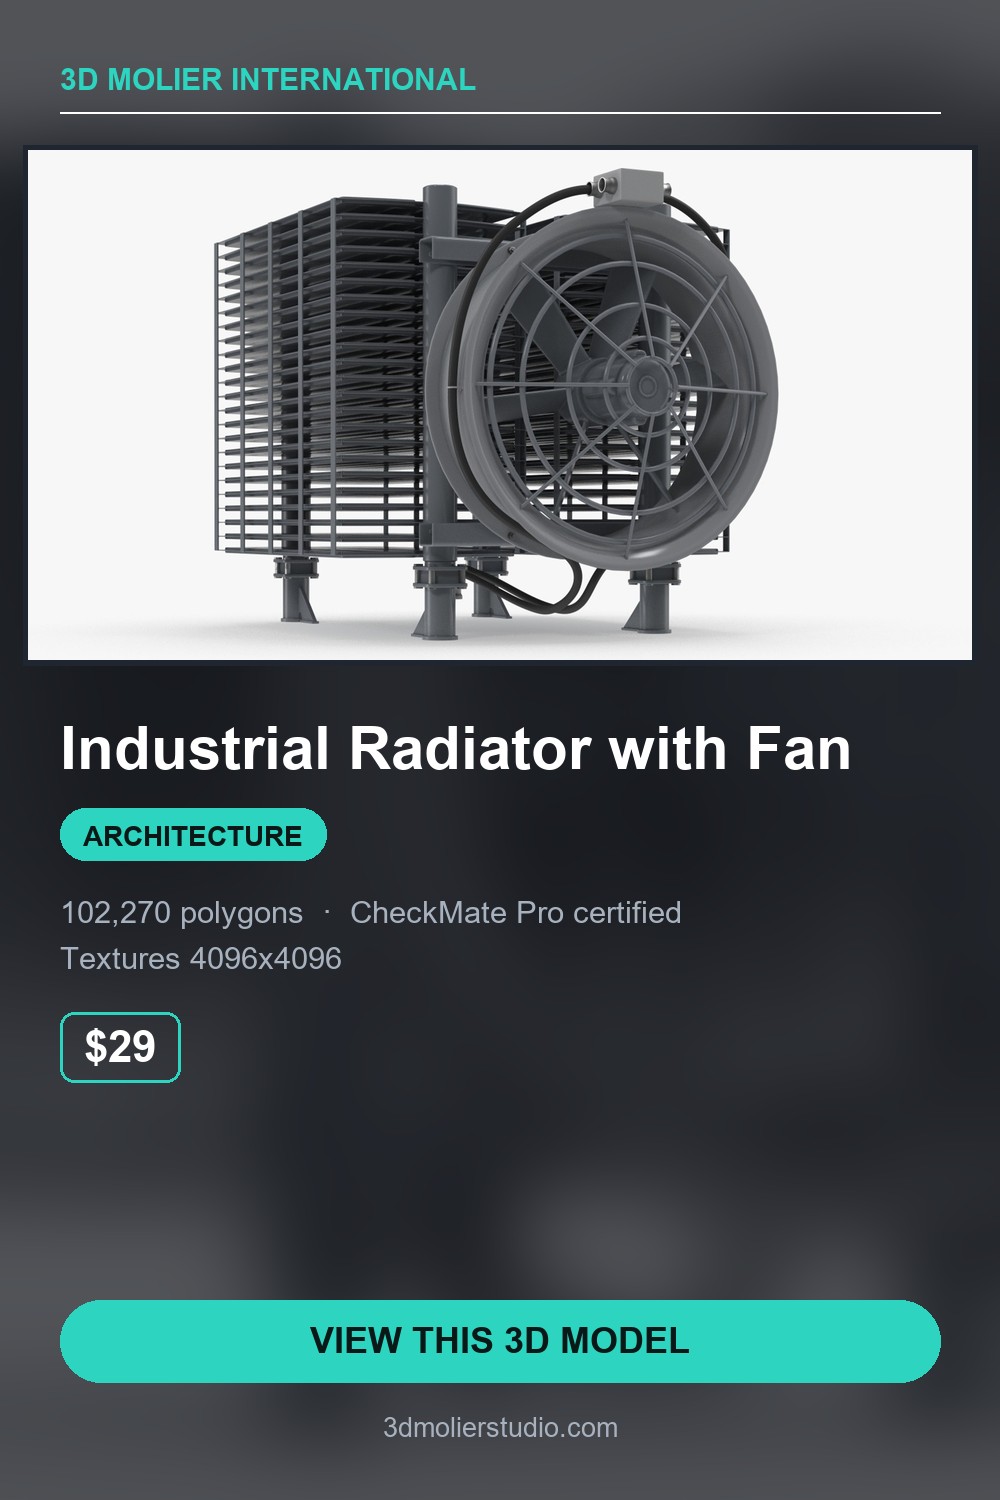 3D MOLIER INTERNATIONAL
Industrial Radiator with Fan
ARCHITECTURE
102,270 polygons · CheckMate Pro certified
Textures 4096x4096
$29
VIEW THIS 3D MODEL
3dmolierstudio.com